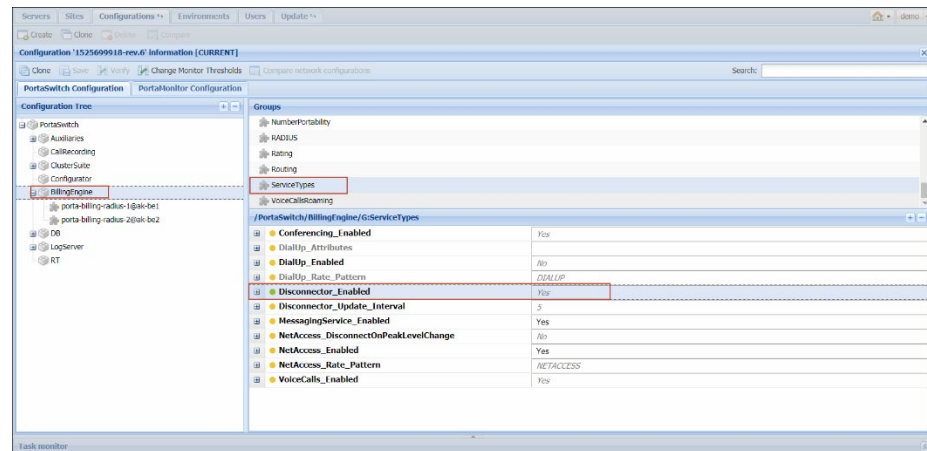 Servers Sites Configurations Environments Users Update demo
Create Clone Delete Compare
Configuration '1525699918-rev.6' information [CURRENT]
Clone Save Verify Change Monitor Thresholds Compare network configurations Search:
PortaSwitch Configuration PortaMonitor Configuration
Configuration Tree
PortaSwitch
Auxiliaries
CallRecording
ClusterSuite
Configurator
BillingEngine
porta-billing-radius-1@ak-be1
porta-billing-radius-2@ak-be2
DB
LogServer
RT
Groups
NumberPortability
RADIUS
Rating
Routing
ServiceTypes
VoiceCallsRoaming
/PortaSwitch/BillingEngine/G:ServiceTypes
Conferencing_Enabled Yes
DialUp_Attributes
DialUp_Enabled No
DialUp_Rate_Pattern DIALUP
Disconnector_Enabled Yes
Disconnector_Update_Interval 5
MessagingService_Enabled Yes
NetAccess_DisconnectOnPeakLevelChange No
NetAccess_Enabled Yes
NetAccess_Rate_Pattern NETACCESS
VoiceCalls_Enabled Yes
Task monitor